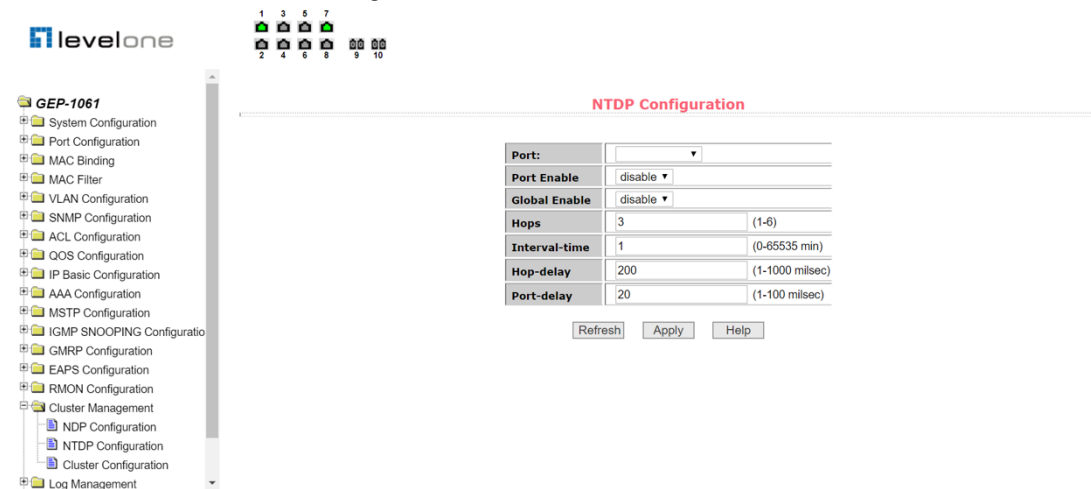 1 3 5 7
levelone
2 4 6 8 9 10
GEP-1061
NTDP Configuration
System Configuration
Port Configuration
MAC Binding
MAC Filter
VLAN Configuration
SNMP Configuration
ACL Configuration
QOS Configuration
IP Basic Configuration
AAA Configuration
MSTP Configuration
IGMP SNOOPING Configuratio
GMRP Configuration
EAPS Configuration
RMON Configuration
Cluster Management
NDP Configuration
NTDP Configuration
Cluster Configuration
Log Management
Port:
Port Enable disable
Global Enable disable
Hops 3 (1-6)
Interval-time 1 (0-65535 min)
Hop-delay 200 (1-1000 milsec)
Port-delay 20 (1-100 milsec)
Refresh Apply Help